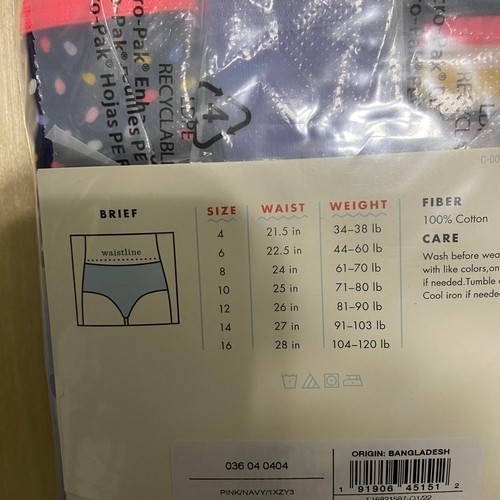 RECYCLABL
4
BRIEF
waistline
SIZE WAIST WEIGHT
4 21.5 in 34–38 lb
6 22.5 in 44–60 lb
8 24 in 61–70 lb
10 25 in 71–80 lb
12 26 in 81–90 lb
14 27 in 91–103 lb
16 28 in 104–120 lb
FIBER
100% Cotton
CARE
Wash before wea
with like colors,on
if needed.Tumble
Cool iron if neede
036 04 0404
PINK/NAVY/1XZY3
ORIGIN: BANGLADESH
1 91906 45151 2